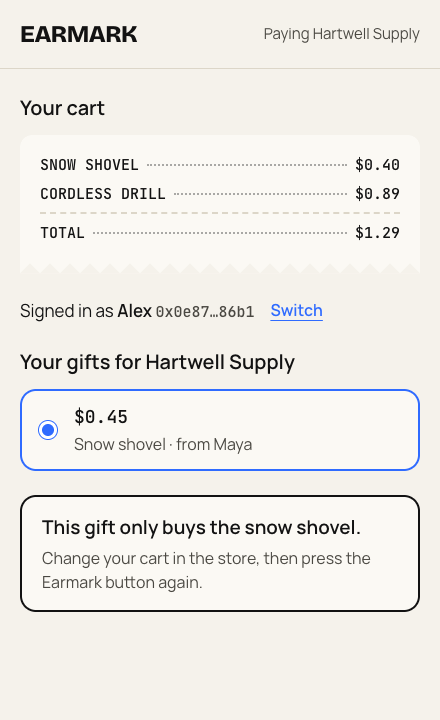 EARMARK
Paying Hartwell Supply
Your cart
SNOW SHOVEL $0.40
CORDLESS DRILL $0.89
TOTAL $1.29
Signed in as Alex 0x0e87…86b1 Switch
Your gifts for Hartwell Supply
$0.45
Snow shovel · from Maya
This gift only buys the snow shovel.
Change your cart in the store, then press the
Earmark button again.